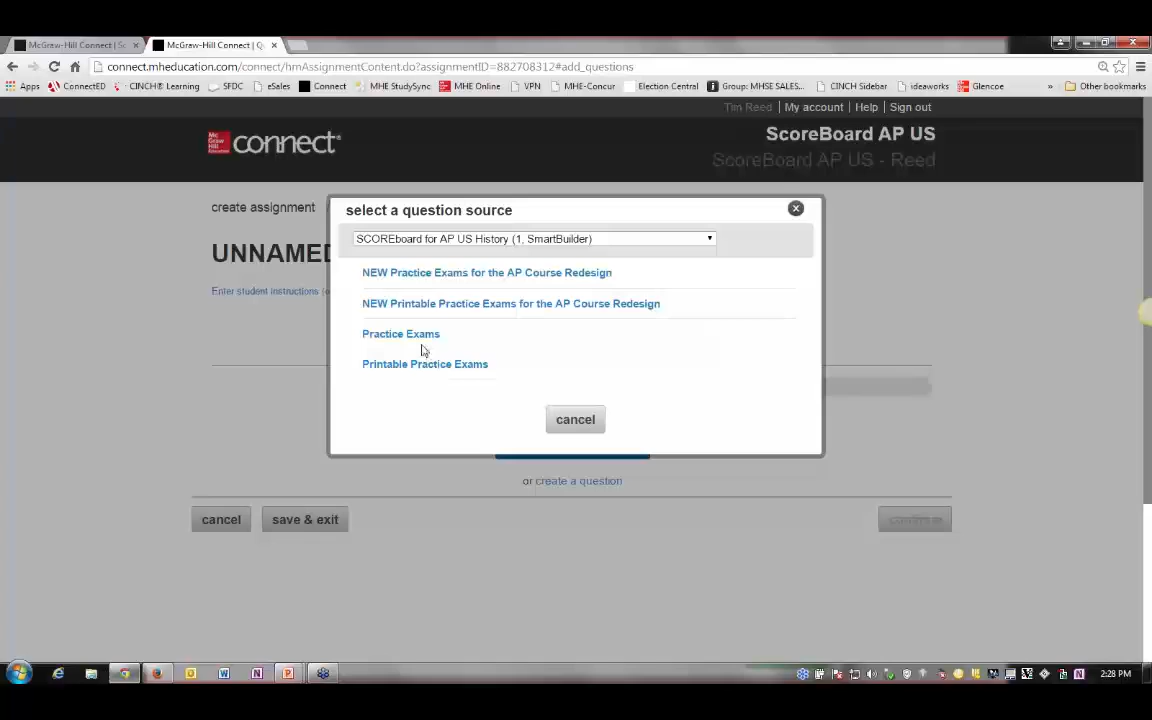 McGraw-Hill Connect | Sc
McGraw-Hill Connect | Q
connect.mheducation.com/connect/hmAssignmentContent.do?assignmentID=882708312#add_questions
Apps ConnectED CINCH® Learning SFDC eSales Connect MHE StudySync MHE Online VPN MHE-Concur Election Central Group: MHSE SALES... CINCH Sidebar ideaworks Glencoe » Other bookmarks
Tim Reed | My account | Help | Sign out
Mc Graw Hill Education connect® ScoreBoard AP US
ScoreBoard AP US - Reed
create assignment
select a question source
SCOREboard for AP US History (1, SmartBuilder)
UNNAMED
Enter student instructions (o
NEW Practice Exams for the AP Course Redesign
NEW Printable Practice Exams for the AP Course Redesign
Practice Exams
Printable Practice Exams
cancel
or create a question
cancel save & exit continue
2:28 PM